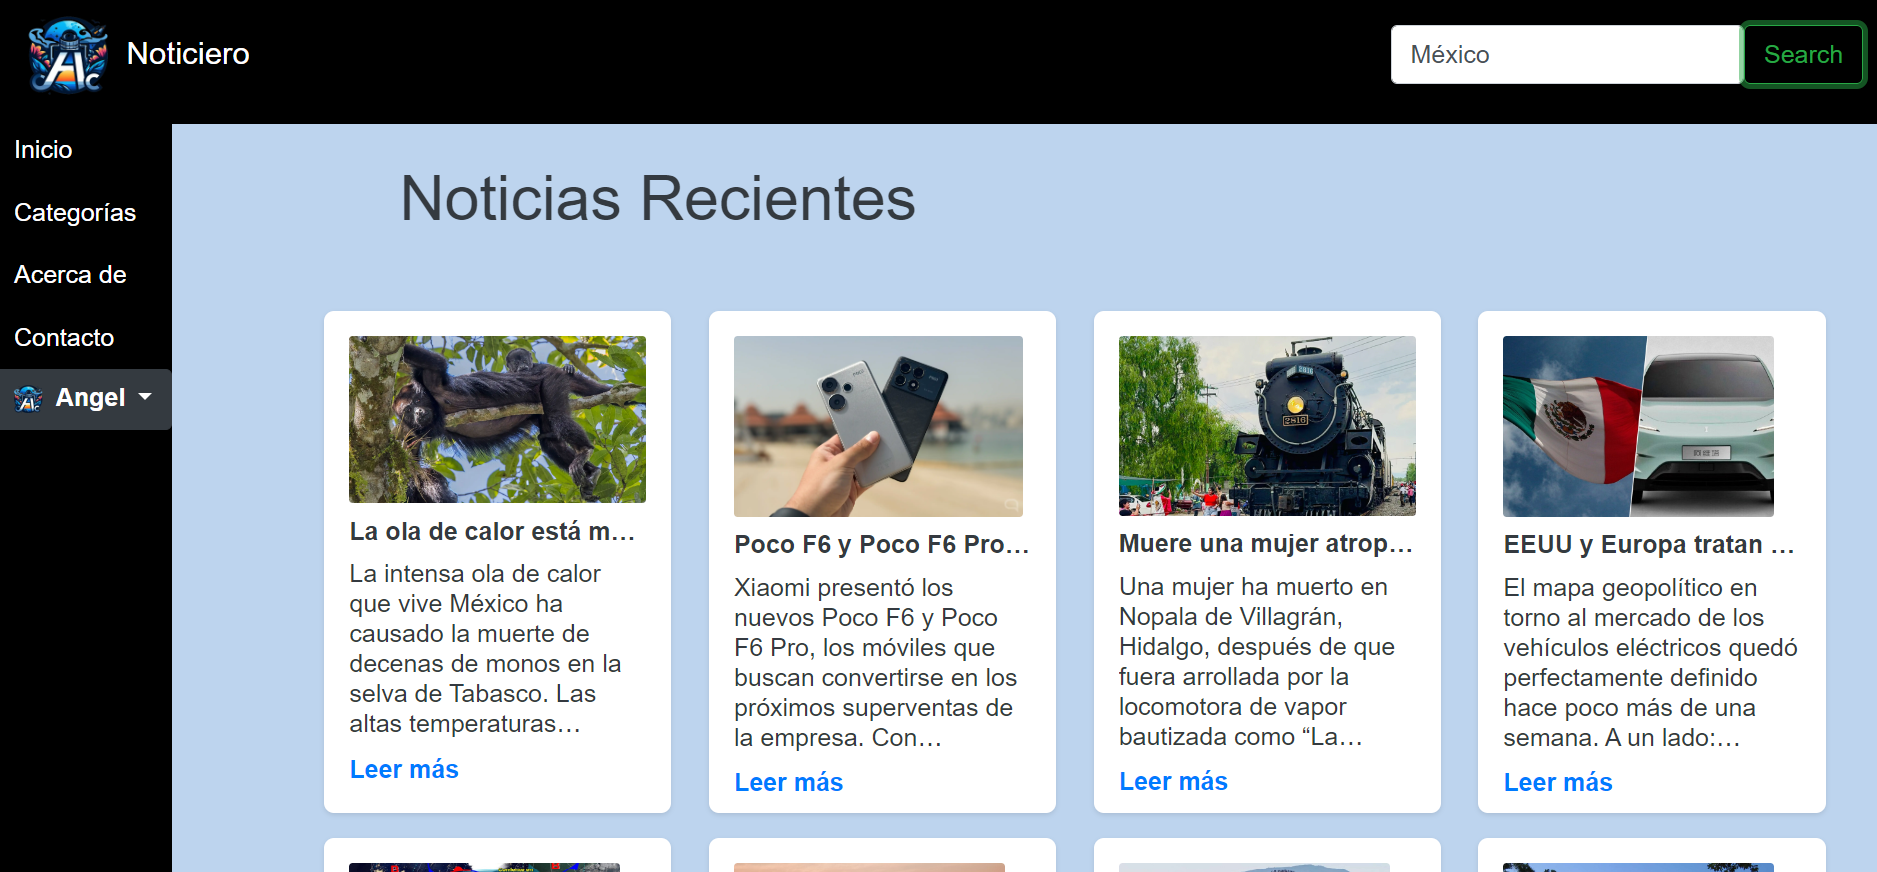 Noticiero
México
Search
Inicio
Categorías
Acerca de
Contacto
Angel
Noticias Recientes
La ola de calor está m...
La intensa ola de calor
que vive México ha
causado la muerte de
decenas de monos en la
selva de Tabasco. Las
altas temperaturas...
Leer más
Poco F6 y Poco F6 Pro...
Xiaomi presentó los
nuevos Poco F6 y Poco
F6 Pro, los móviles que
buscan convertirse en los
próximos superventas de
la empresa. Con...
Leer más
2816
2816
Muere una mujer atrop...
Una mujer ha muerto en
Nopala de Villagrán,
Hidalgo, después de que
fuera arrollada por la
locomotora de vapor
bautizada como “La...
Leer más
EEUU y Europa tratan ...
El mapa geopolítico en
torno al mercado de los
vehículos eléctricos quedó
perfectamente definido
hace poco más de una
semana. A un lado:...
Leer más